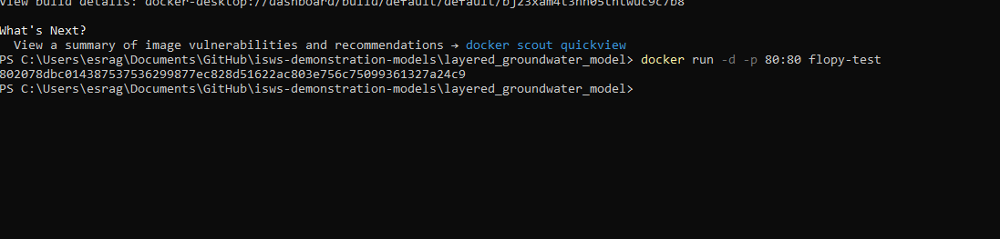 View build details: docker-desktop://dashboard/build/default/default/
What's Next?
View a summary of image vulnerabilities and recommendations → docker scout quickview
PS C:\Users\esrag\Documents\GitHub\isws-demonstration-models\layered_groundwater_model> docker run -d -p 80:80 flopy-test
802078dbc014387537536299877ec828d51622ac803e756c75099361327a24c9
PS C:\Users\esrag\Documents\GitHub\isws-demonstration-models\layered_groundwater_model>